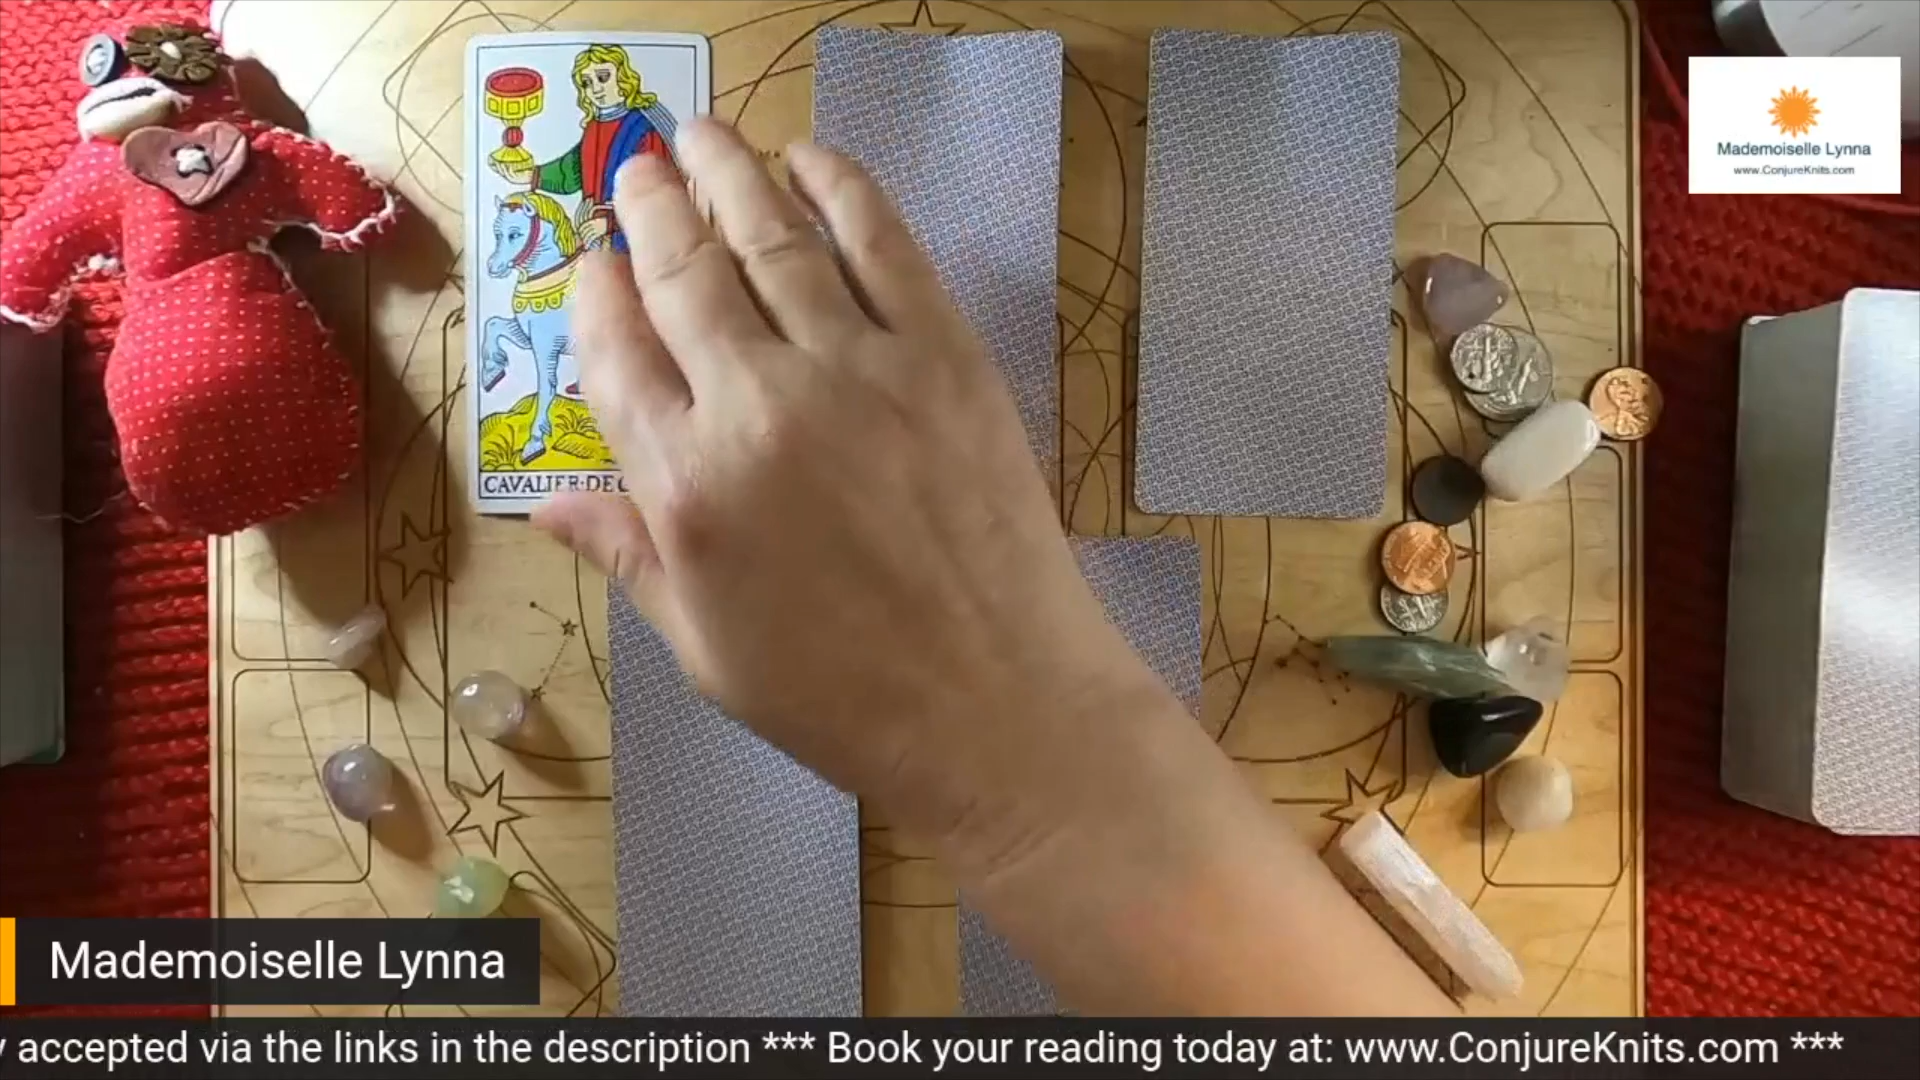 Mademoiselle Lynna
www.ConjureKnits.com
CAVALIER·DE
Mademoiselle Lynna
accepted via the links in the description *** Book your reading today at: www.ConjureKnits.com ***